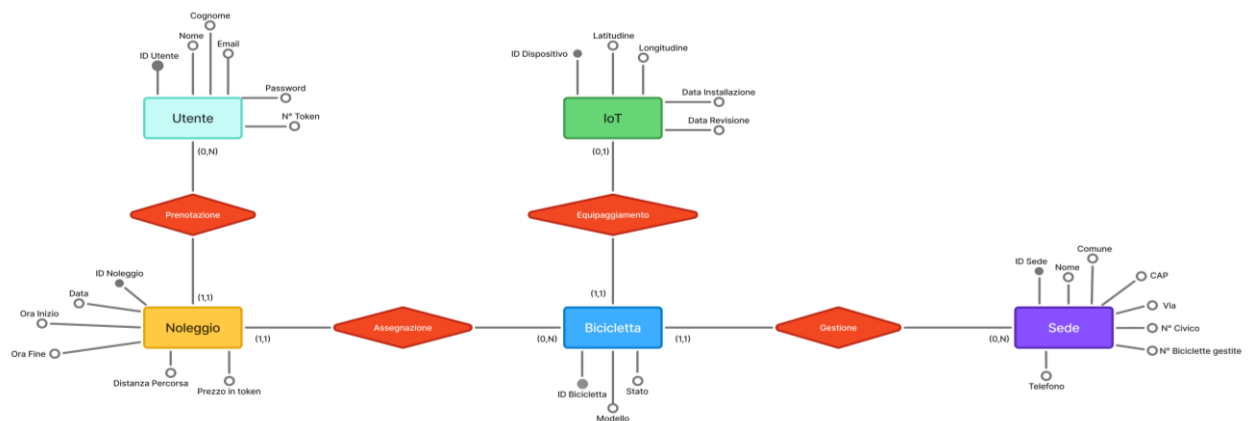 Cognome
Nome
Email
ID Utente
Password
N° Token
Utente
(0,N)
Latitudine
ID Dispositivo
Longitudine
Data Installazione
Data Revisione
IoT
(0,1)
Prenotazione
Equipaggiamento
ID Noleggio
Data
Ora Inizio
Ora Fine
(1,1)
Noleggio
(1,1)
Distanza Percorsa
Prezzo in token
Assegnazione
(1,1)
Bicicletta
(0,N)
(1,1)
Stato
ID Bicicletta
Modello
Gestione
Comune
ID Sede
Nome
CAP
Via
N° Civico
N° Biciclette gestite
Sede
(0,N)
Telefono